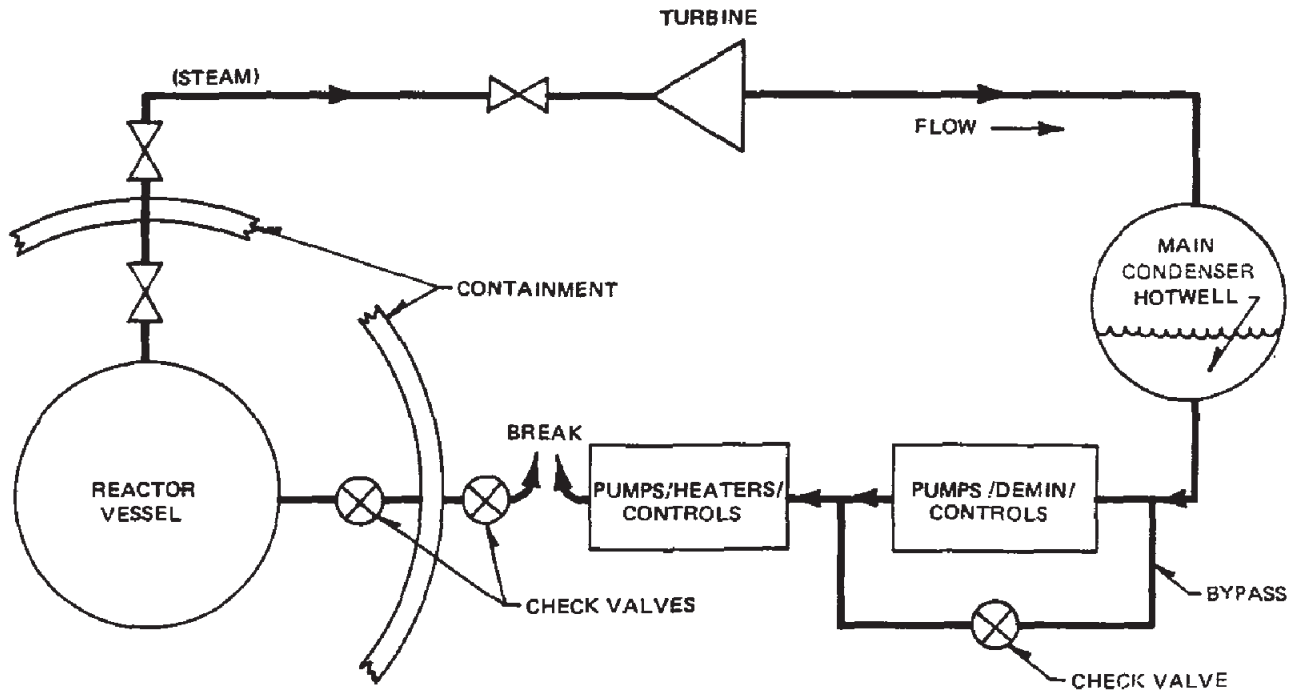 TURBINE
(STEAM)
FLOW
MAIN
CONDENSER
HOTWELL
CONTAINMENT
BREAK
REACTOR
VESSEL
PUMPS/HEATERS/
CONTROLS
PUMPS /DEMIN/
CONTROLS
CHECK VALVES
BYPASS
CHECK VALVE